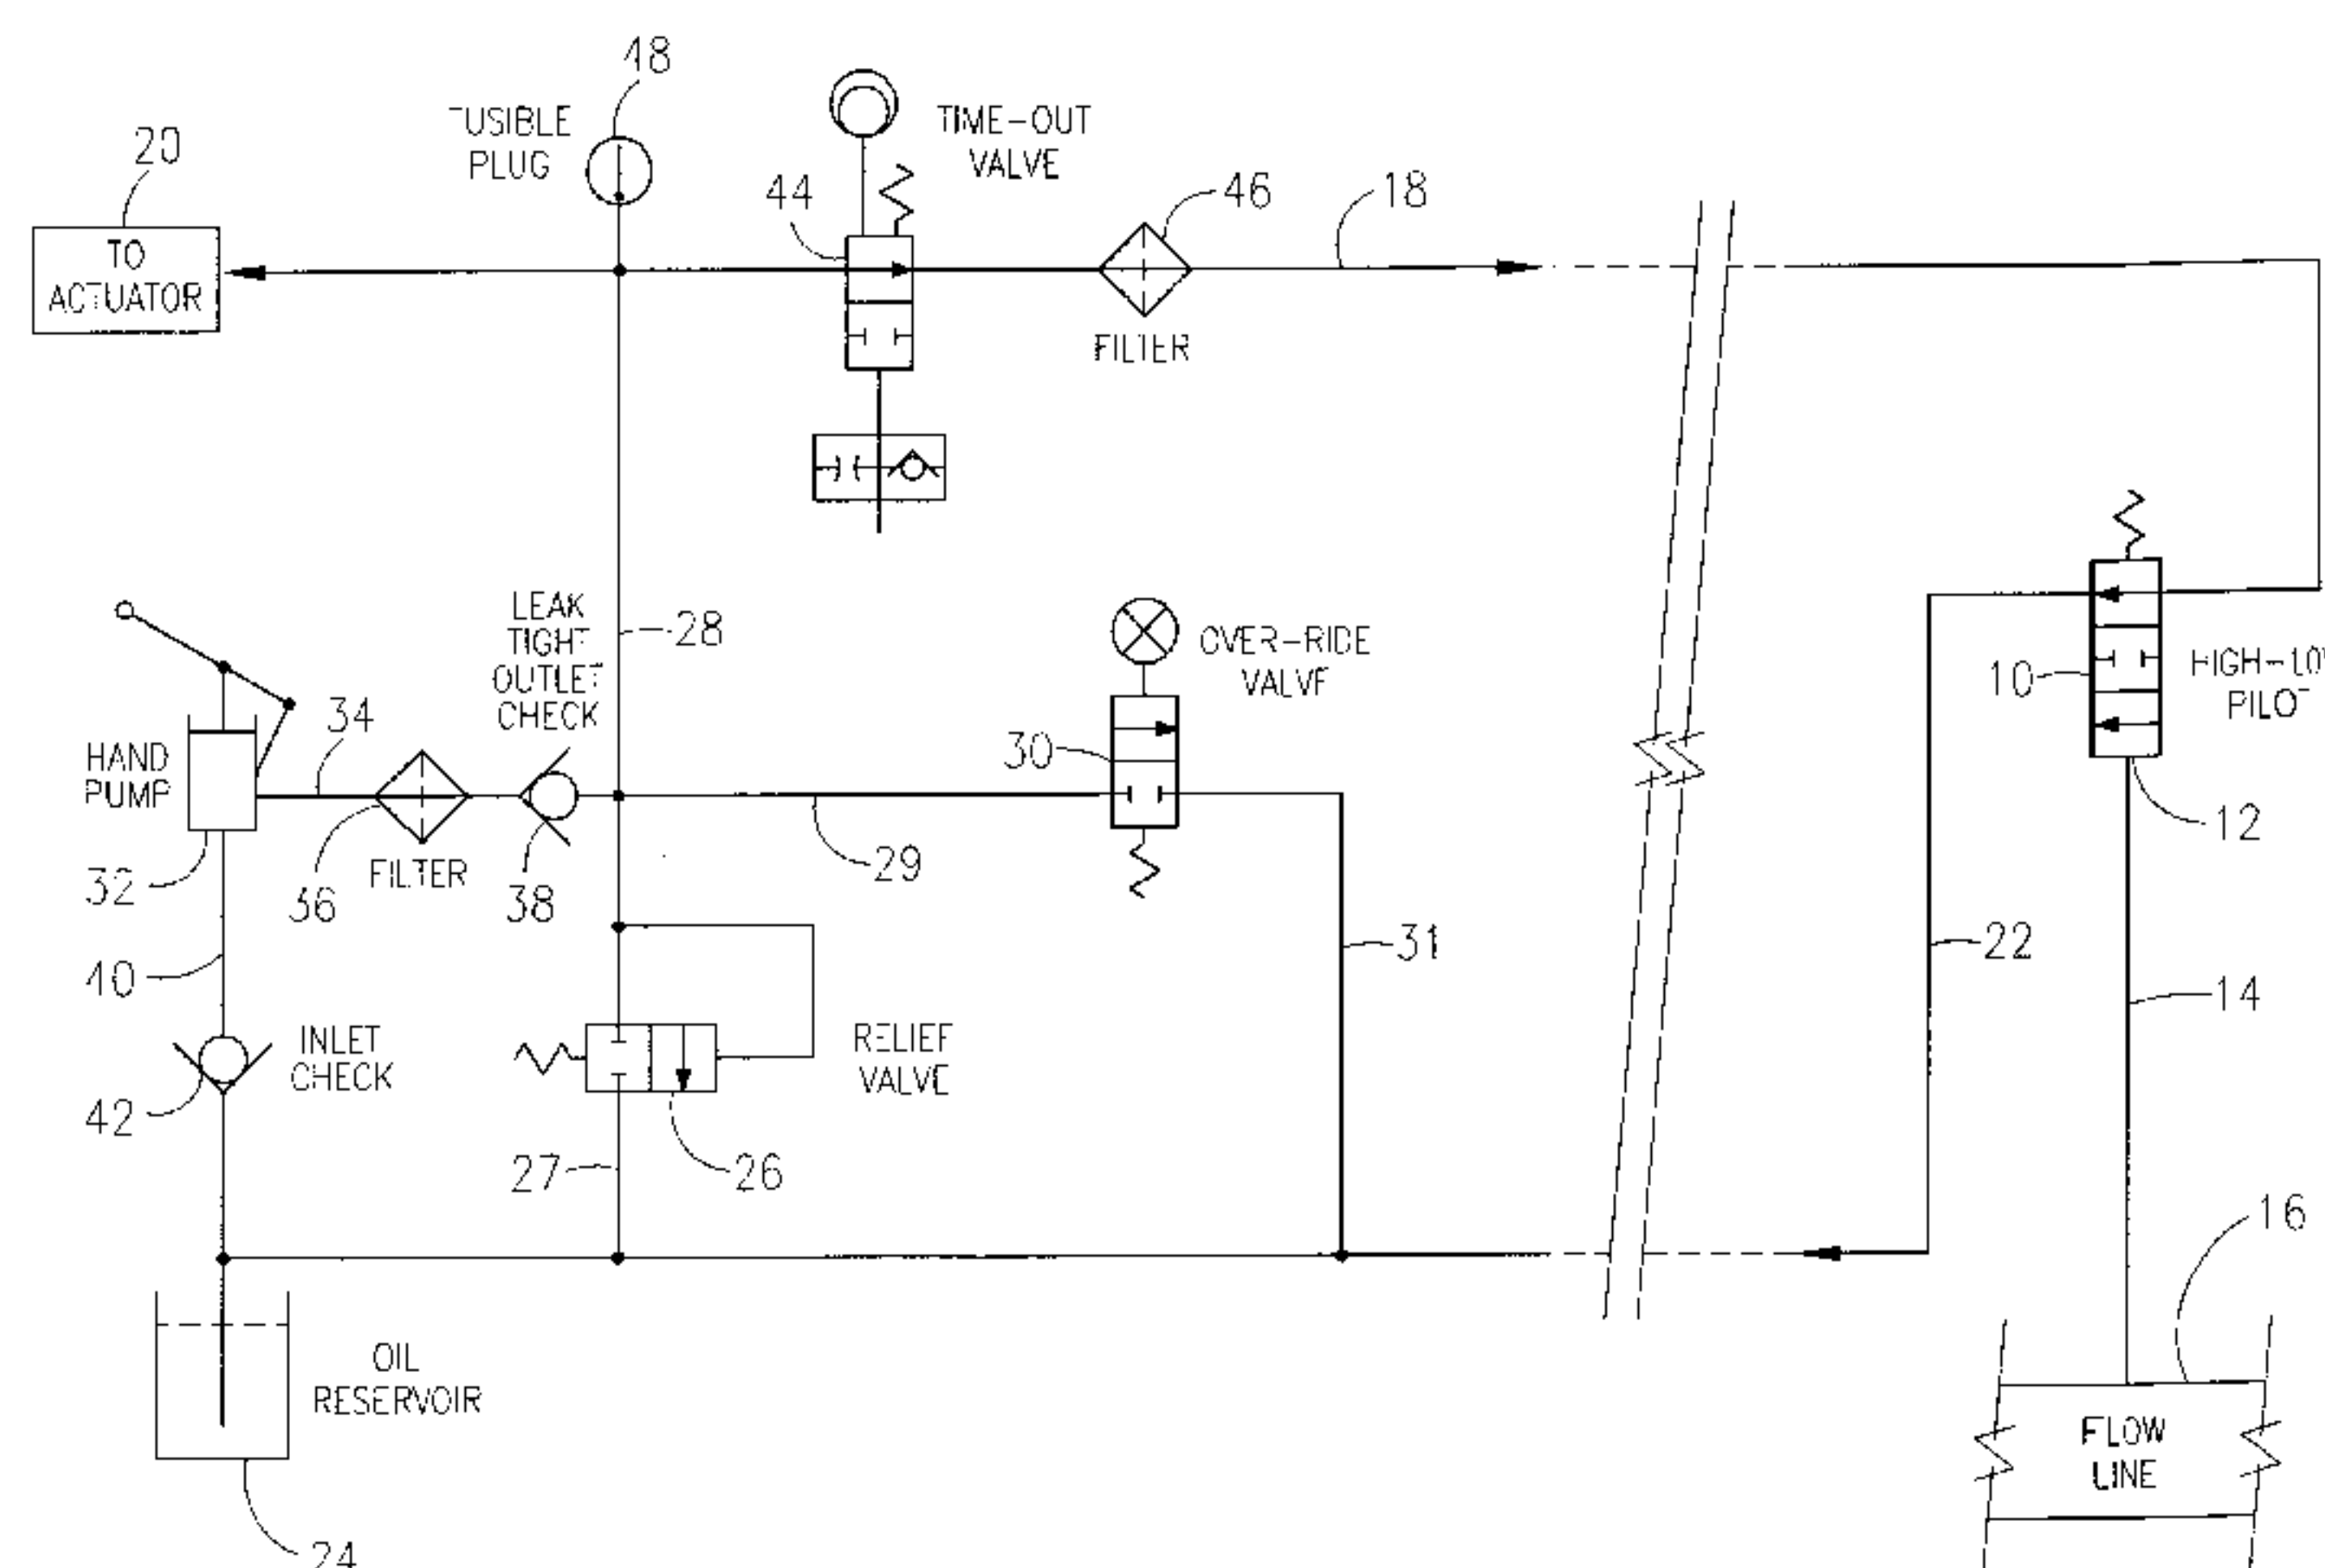 48
FUSIBLE
PLUG
TIME-OUT
VALVE
20
44
46
18
TO
ACTUATOR
FILTER
LEAK
TIGHT
OUTLET
CHECK
28
OVER-RIDE
VALVE
10
HIGH-LO
PILOT
34
30
HAND
PUMP
12
32
FILTER
36
38
29
31
22
40
14
INLET
CHECK
RELIEF
VALVE
42
27
26
16
OIL
RESERVOIR
FLOW
LINE
24